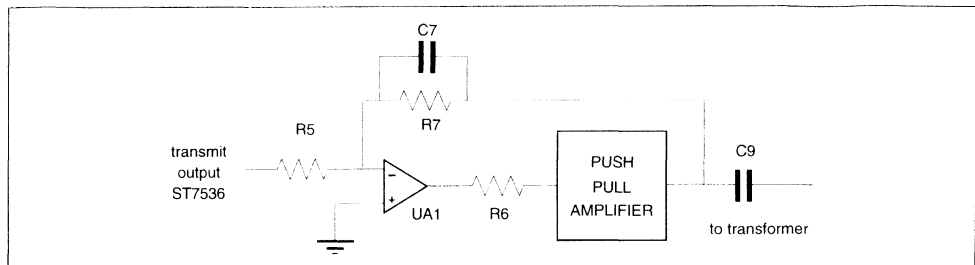 C7
R7
R5
transmit
output
ST7536
−
+
UA1
R6
PUSH
PULL
AMPLIFIER
C9
to transformer